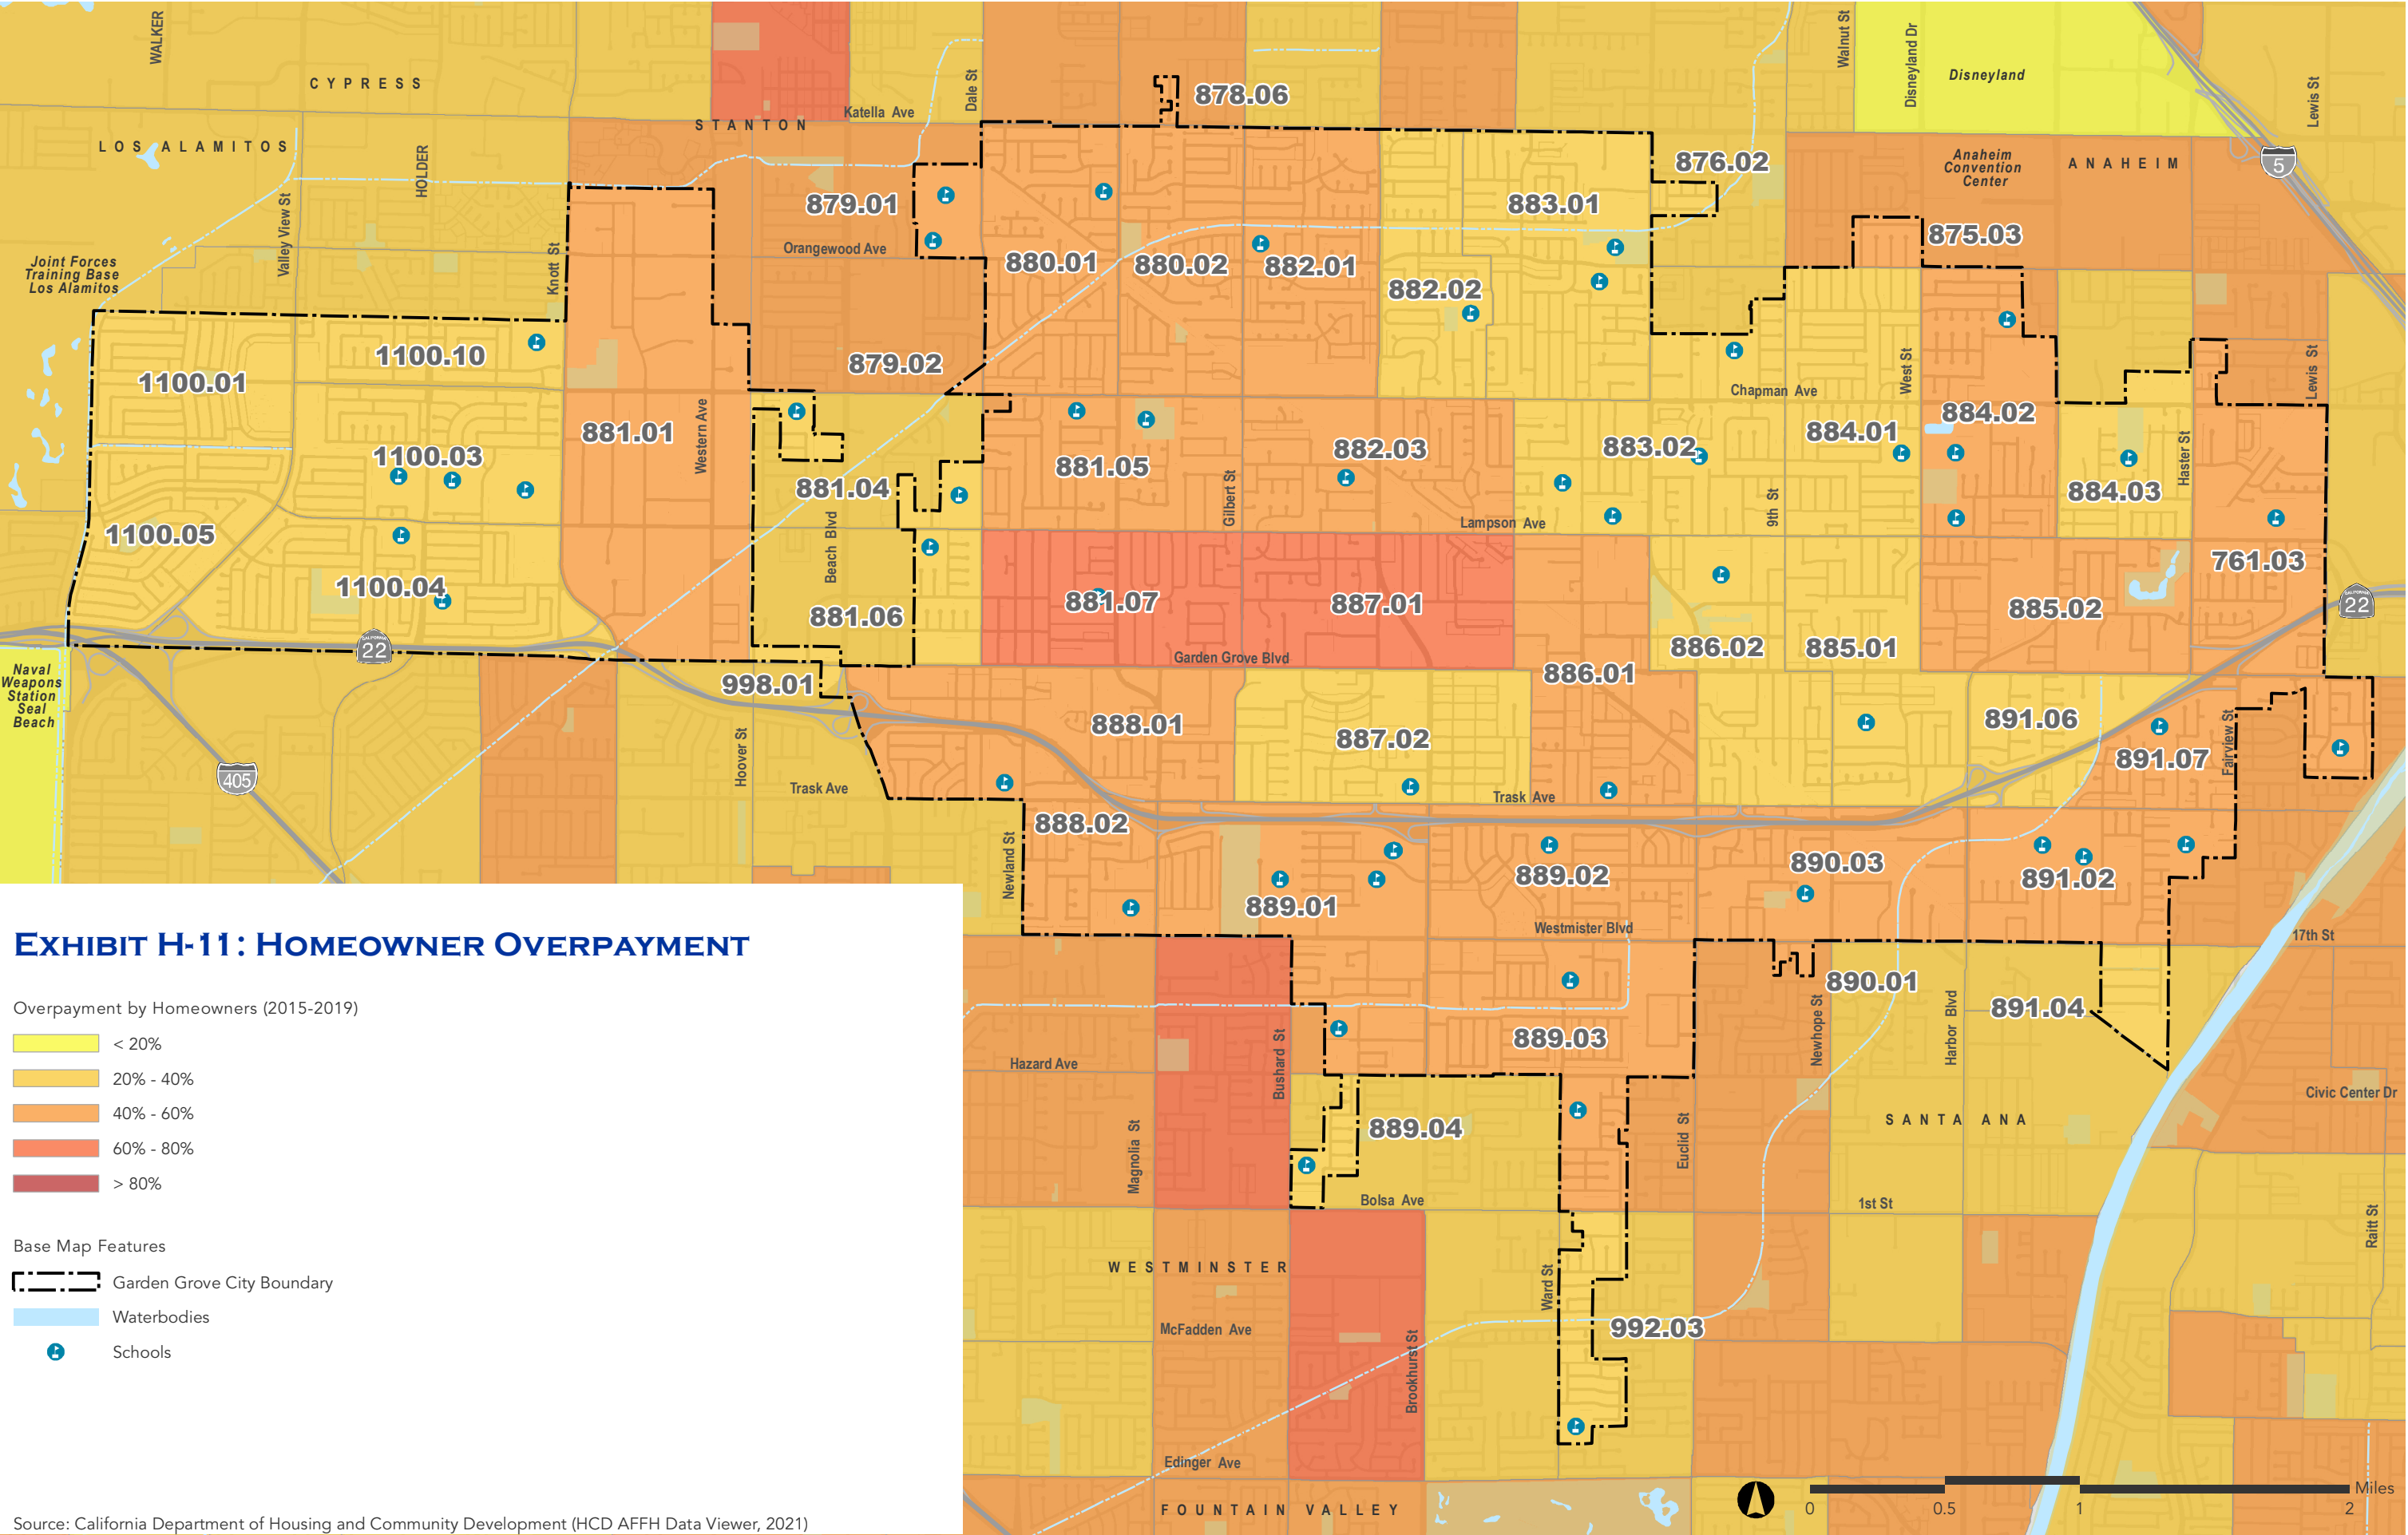 WALKER
CYPRESS
LOS ALAMITOS
HOLDER
Valley View St
Knott St
Joint Forces
Training Base
Los Alamitos
STANTON
Katella Ave
Dale St
878.06
Walnut St
Disneyland Dr
Disneyland
Lewis St
5
Anaheim
Convention
Center
ANAHEIM
876.02
879.01
Orangewood Ave
883.01
875.03
880.01
880.02
882.01
882.02
1100.10
1100.01
879.02
Chapman Ave
West St
Lewis St
881.01
Western Ave
1100.03
881.05
882.03
883.02
884.01
884.02
884.03
Haster St
881.04
Gilbert St
Lampson Ave
9th St
1100.05
Beach Blvd
1100.04
881.06
881.07
887.01
761.03
885.02
22
22
Garden Grove Blvd
886.02
885.01
886.01
Naval
Weapons
Station
Seal
Beach
998.01
888.01
887.02
891.06
891.07
Fairview St
405
Hoover St
Trask Ave
Trask Ave
888.02
Newland St
889.01
889.02
890.03
891.02
Westmister Blvd
17th St
890.01
891.04
Newhope St
Harbor Blvd
889.03
Hazard Ave
Bushard St
Civic Center Dr
Magnolia St
889.04
Euclid St
SANTA ANA
Bolsa Ave
1st St
Raitt St
WESTMINSTER
Ward St
McFadden Ave
Brookhurst St
992.03
Edinger Ave
FOUNTAIN VALLEY
0 0.5 1 2
Miles
EXHIBIT H-11: HOMEOWNER OVERPAYMENT
Overpayment by Homeowners (2015-2019)
< 20%
20% - 40%
40% - 60%
60% - 80%
> 80%
Base Map Features
Garden Grove City Boundary
Waterbodies
Schools
Source: California Department of Housing and Community Development (HCD AFFH Data Viewer, 2021)